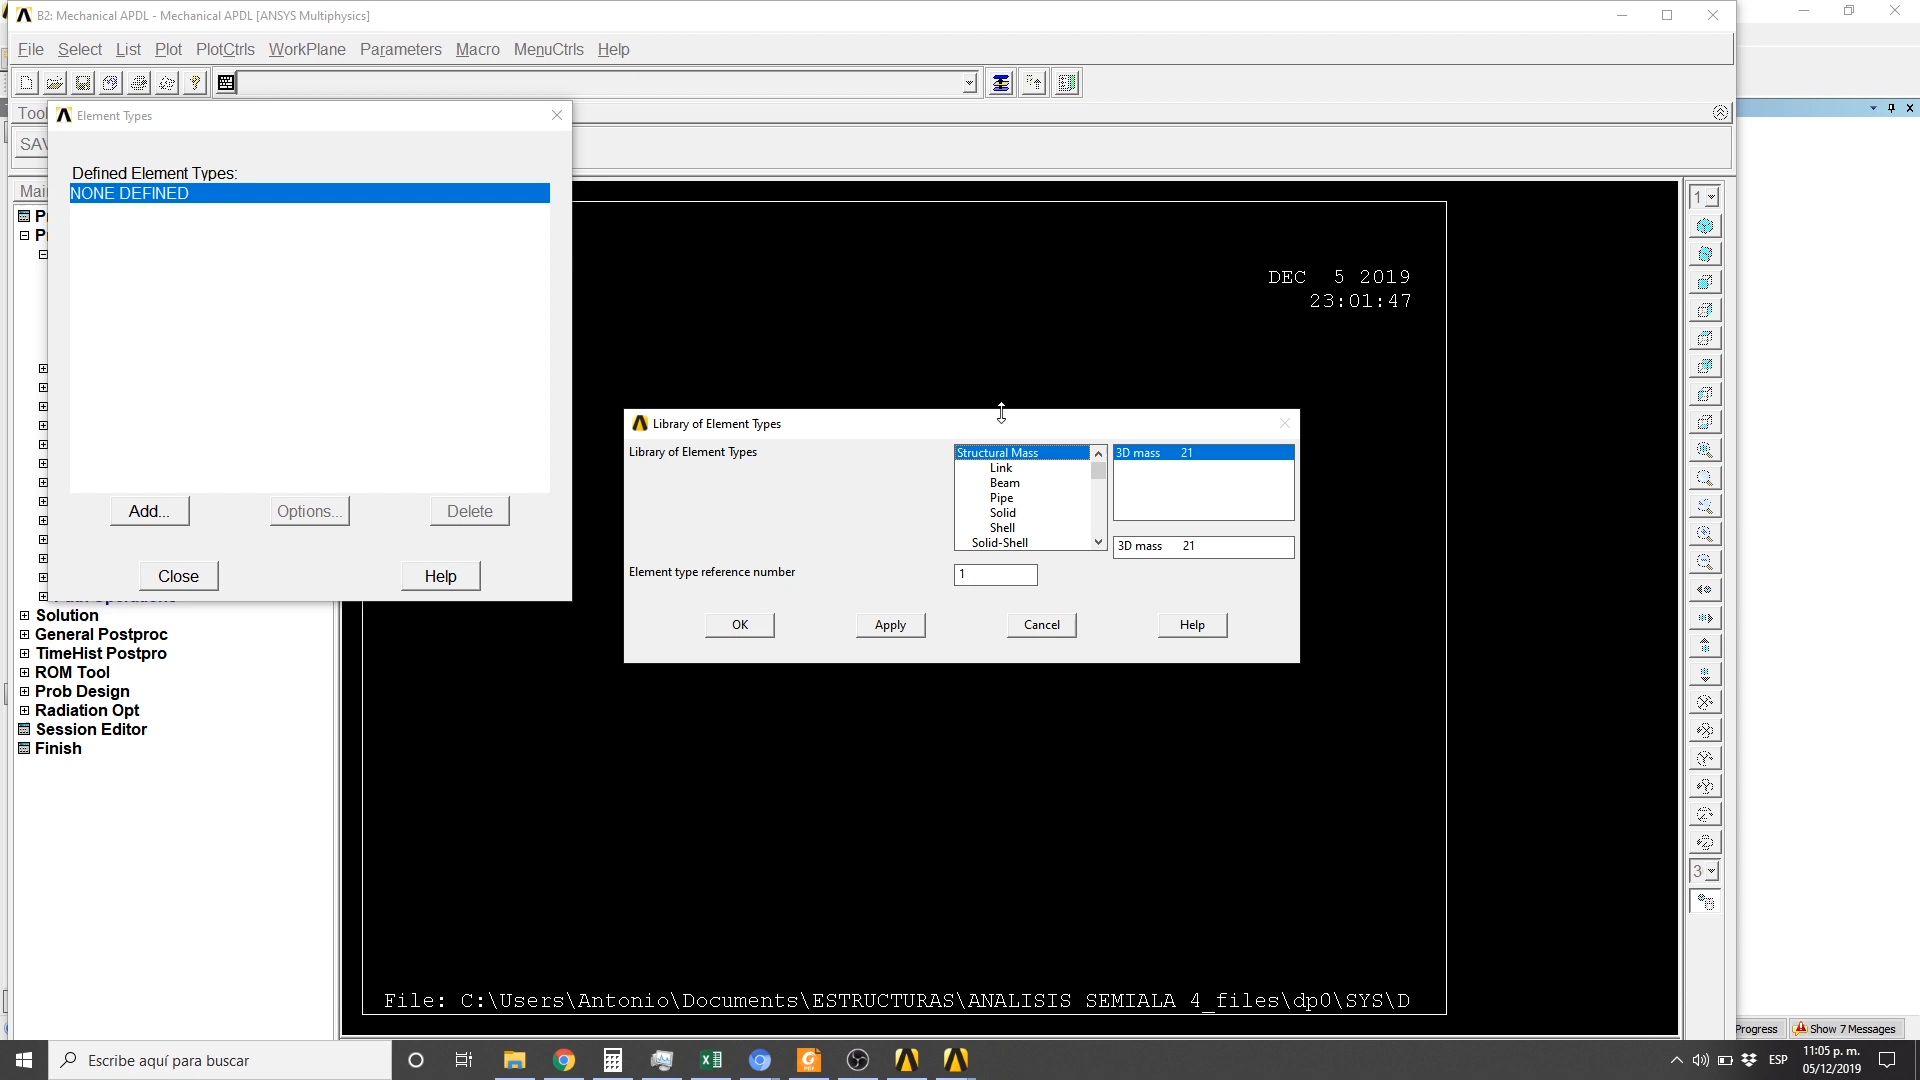 B2: Mechanical APDL - Mechanical APDL [ANSYS Multiphysics]
File Select List Plot PlotCtrls WorkPlane Parameters Macro MenuCtrls Help
Element Types
Defined Element Types:
NONE DEFINED
Add... Options... Delete
Close Help
Solution
General Postproc
TimeHist Postpro
ROM Tool
Prob Design
Radiation Opt
Session Editor
Finish
DEC 5 2019
23:01:47
Library of Element Types
Library of Element Types
Structural Mass
Link
Beam
Pipe
Solid
Shell
Solid-Shell
3D mass 21
3D mass 21
Element type reference number
1
OK Apply Cancel Help
File: C:\Users\Antonio\Documents\ESTRUCTURAS\ANALISIS SEMIALA 4_files\dp0\SYS\D
1
3
Progress Show 7 Messages
Escribe aquí para buscar
ESP
11:05 p. m.
05/12/2019